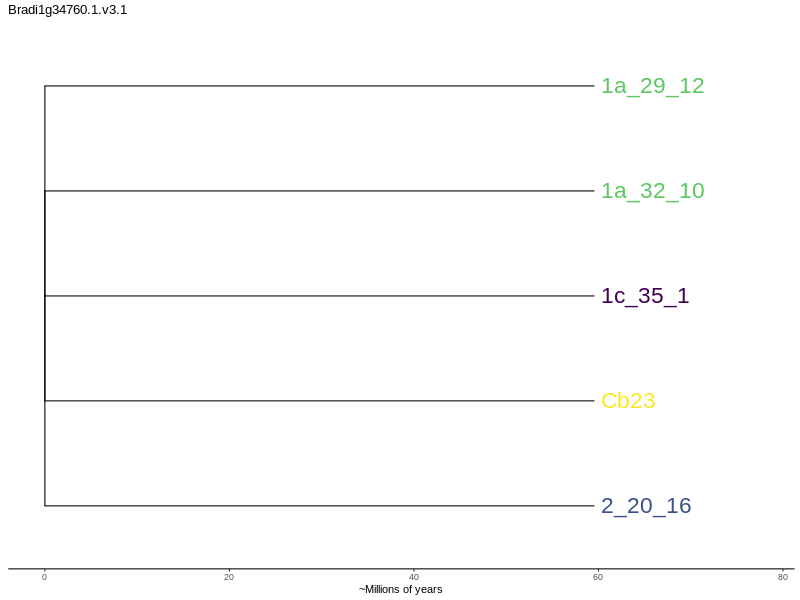 Bradi1g34760.1.v3.1
1a_29_12
1a_32_10
1c_35_1
Cb23
2_20_16
0 20 40 60 80
~Millions of years